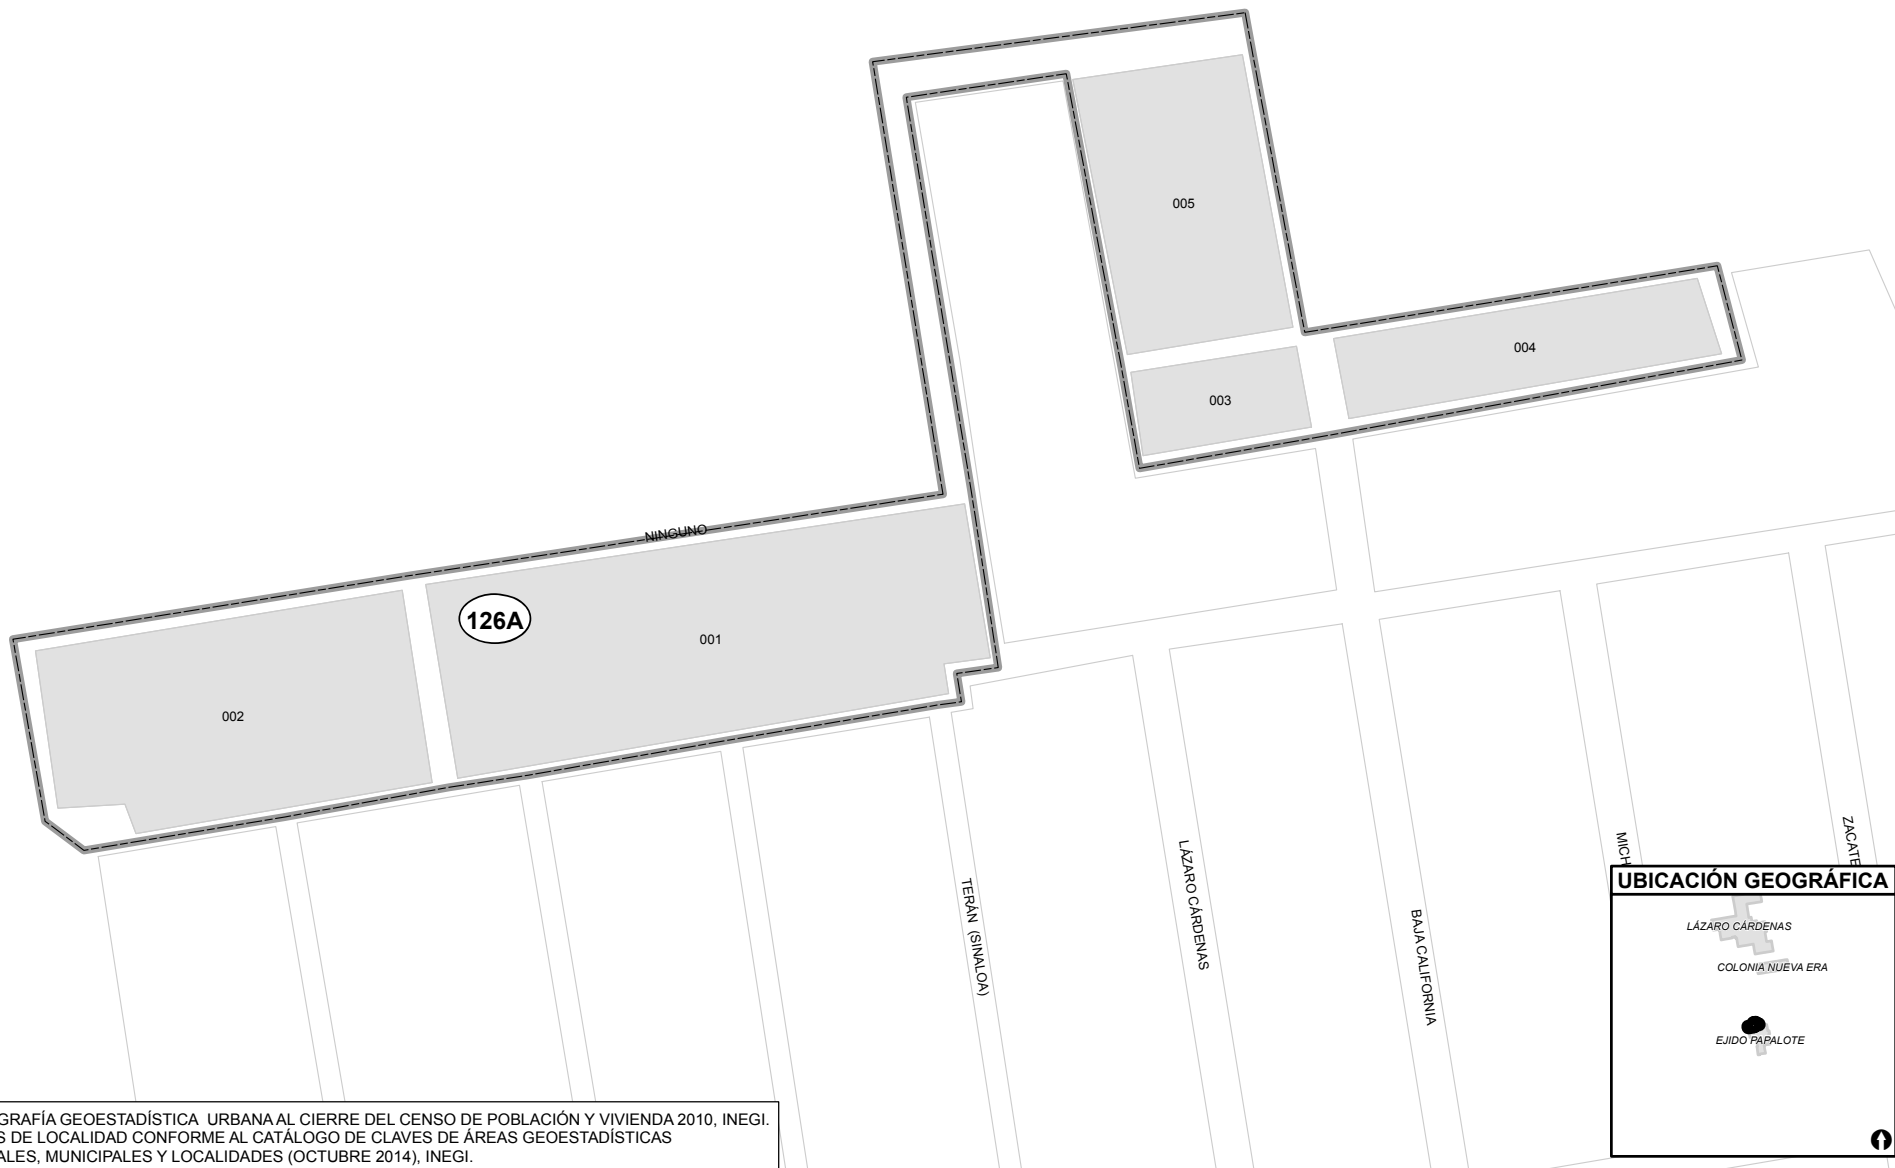 005
004
003
NINGUNO
126A
001
002
TERÁN (SINALOA)
LÁZARO CÁRDENAS
BAJA CALIFORNIA
UBICACIÓN GEOGRÁFICA
LÁZARO CÁRDENAS
COLONIA NUEVA ERA
EJIDO PAPALOTE
GEOESTADÍSTICA URBANA AL CIERRE DEL CENSO DE POBLACIÓN Y VIVIENDA 2010, INEGI.
DE LOCALIDAD CONFORME AL CATÁLOGO DE CLAVES DE ÁREAS GEOESTADÍSTICAS
MUNICIPALES Y LOCALIDADES (OCTUBRE 2014), INEGI.